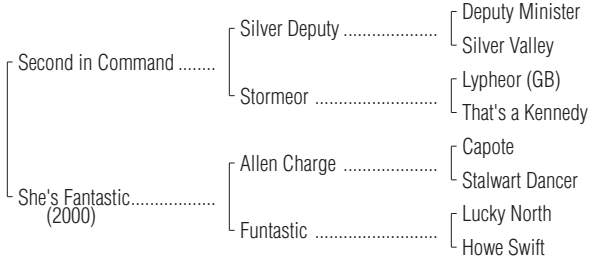 Deputy Minister
Silver Deputy ....................
Silver Valley
Second in Command ........
Lypheor (GB)
Stormeor ..........................
That's a Kennedy
Capote
Allen Charge ....................
Stalwart Dancer
She's Fantastic..................
(2000)
Lucky North
Funtastic ..........................
Howe Swift